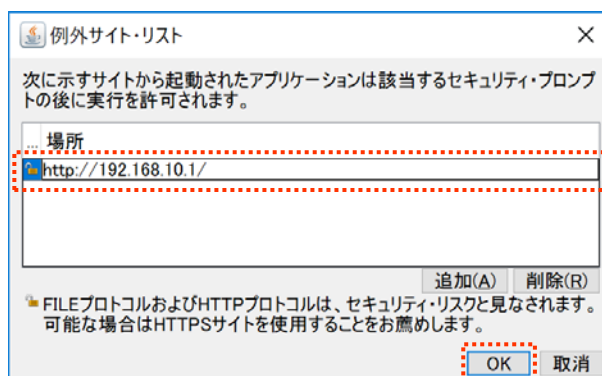 例外サイト・リスト
次に示すサイトから起動されたアプリケーションは該当するセキュリティ・プロンプ
トの後に実行を許可されます。
... 場所
http://192.168.10.1/
追加(A) 削除(R)
FILEプロトコルおよびHTTPプロトコルは、セキュリティ・リスクと見なされます。
可能な場合はHTTPSサイトを使用することをお薦めします。
OK 取消